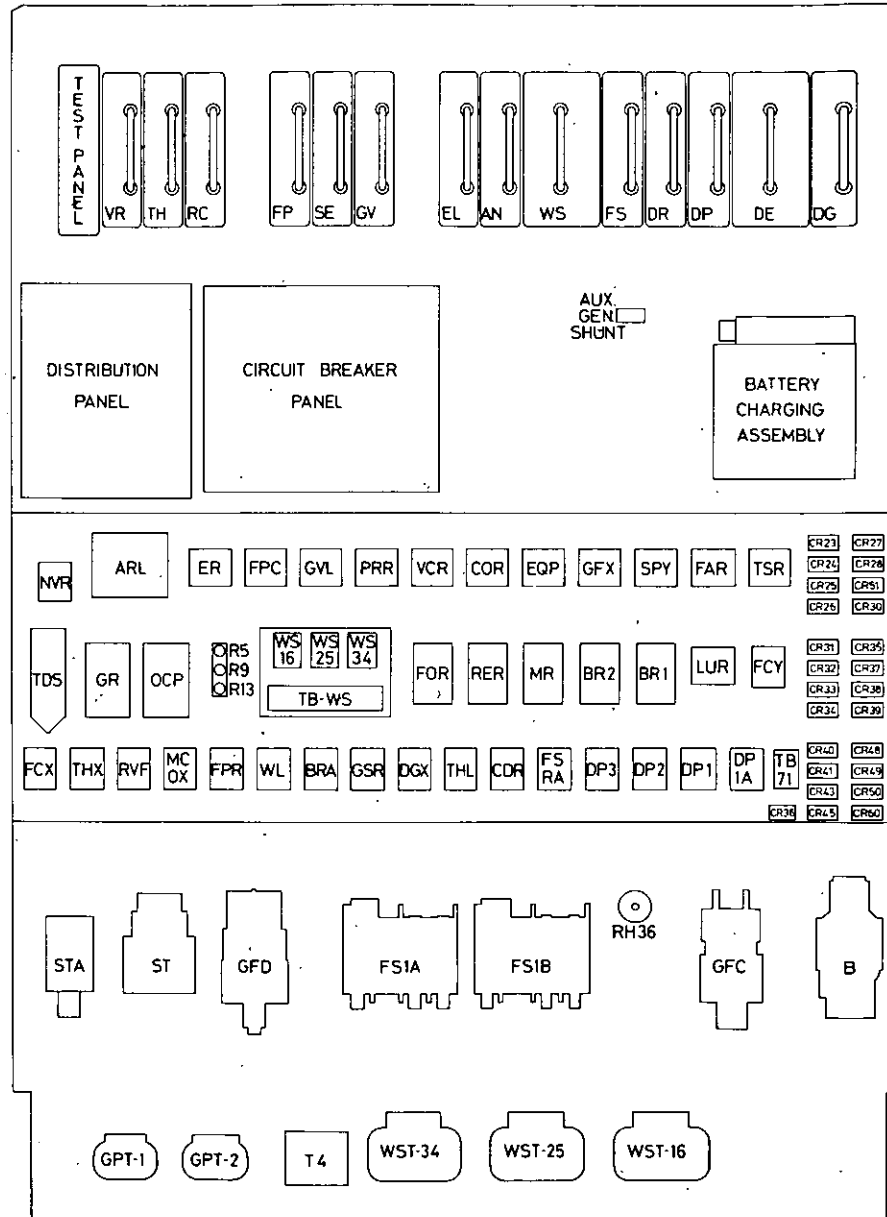 TEST PANEL
VR TH RC FP SE GV EL AN WS FS DR DP DE DG
AUX.
GEN.
SHUNT
DISTRIBUTION
PANEL
CIRCUIT BREAKER
PANEL
BATTERY
CHARGING
ASSEMBLY
NVR ARL ER FPC GVL PRR VCR COR EQP GFX SPY FAR TSR
CR23 CR27
CR24 CR28
CR25 CR51
CR26 CR30
TDS GR OCP
R5
R9
R13
WS 16
WS 25
WS 34
TB-WS
FOR RER MR BR2 BR1 LUR FCY
CR31 CR35
CR32 CR37
CR33 CR38
CR34 CR39
FCX THX RVF MC OX FPR WL BRA GSR DGX THL CDR FS RA DP3 DP2 DP1 DP 1A TB 71
CR40 CR48
CR41 CR49
CR43 CR50
CR36 CR45 CR60
STA ST GFD FS1A FS1B RH36 GFC B
GPT-1 GPT-2 T4 WST-34 WST-25 WST-16